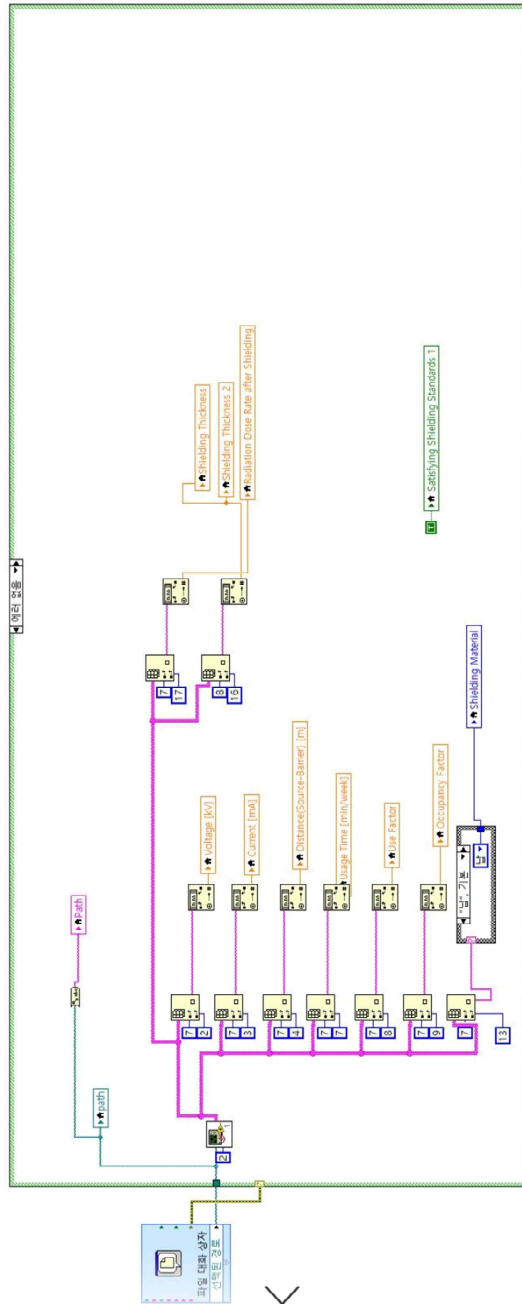 에러 없음
파일 대화 상자
선택된 경로
path
Path
2
7
2
Voltage [kV]
7
3
Current [mA]
7
4
Distance(Source-Barrier) [m]
7
7
Usage Time [min/week]
7
8
Use Factor
7
9
Occupancy Factor
7
13
"납", 기본
납
Shielding Material
7
17
8
16
Shielding Thickness
Shielding Thickness 2
Radiation Dose Rate after Shielding
T
Satisfying Shielding Standards 1